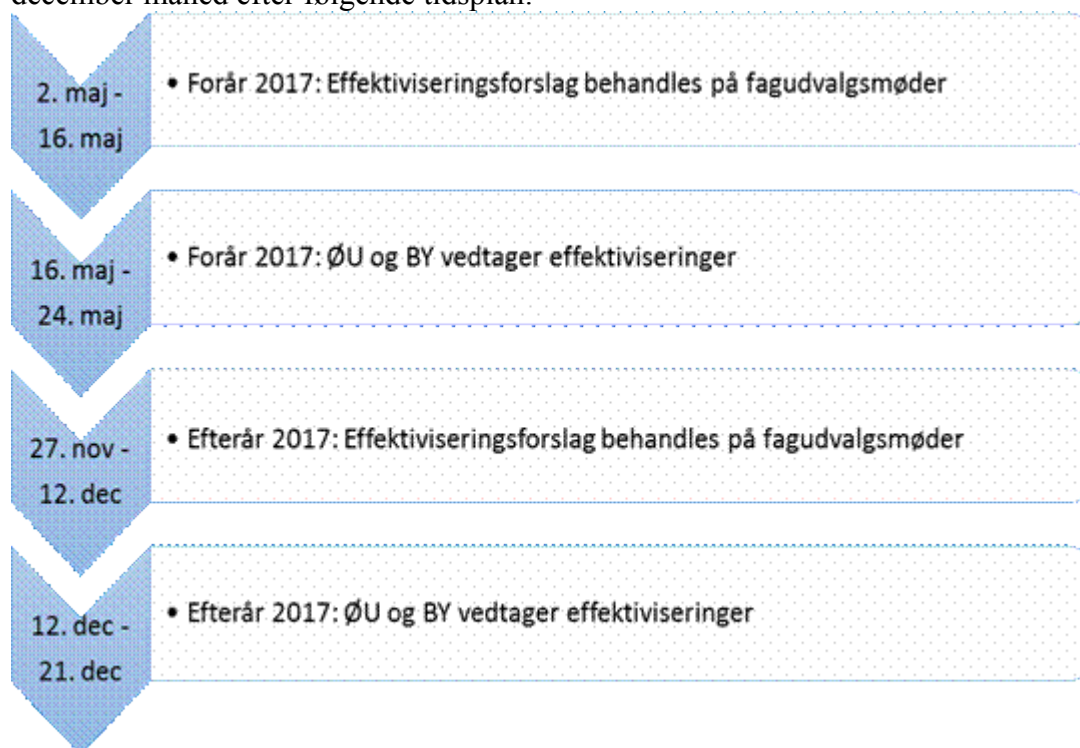 december måned efter følgende tidsplan:
2. maj -
16. maj
• Forår 2017: Effektiviseringsforslag behandles på fagudvalgsmøder
16. maj -
24. maj
• Forår 2017: ØU og BY vedtager effektiviseringer
27. nov -
12. dec
• Efterår 2017: Effektiviseringsforslag behandles på fagudvalgsmøder
12. dec -
21. dec
• Efterår 2017: ØU og BY vedtager effektiviseringer